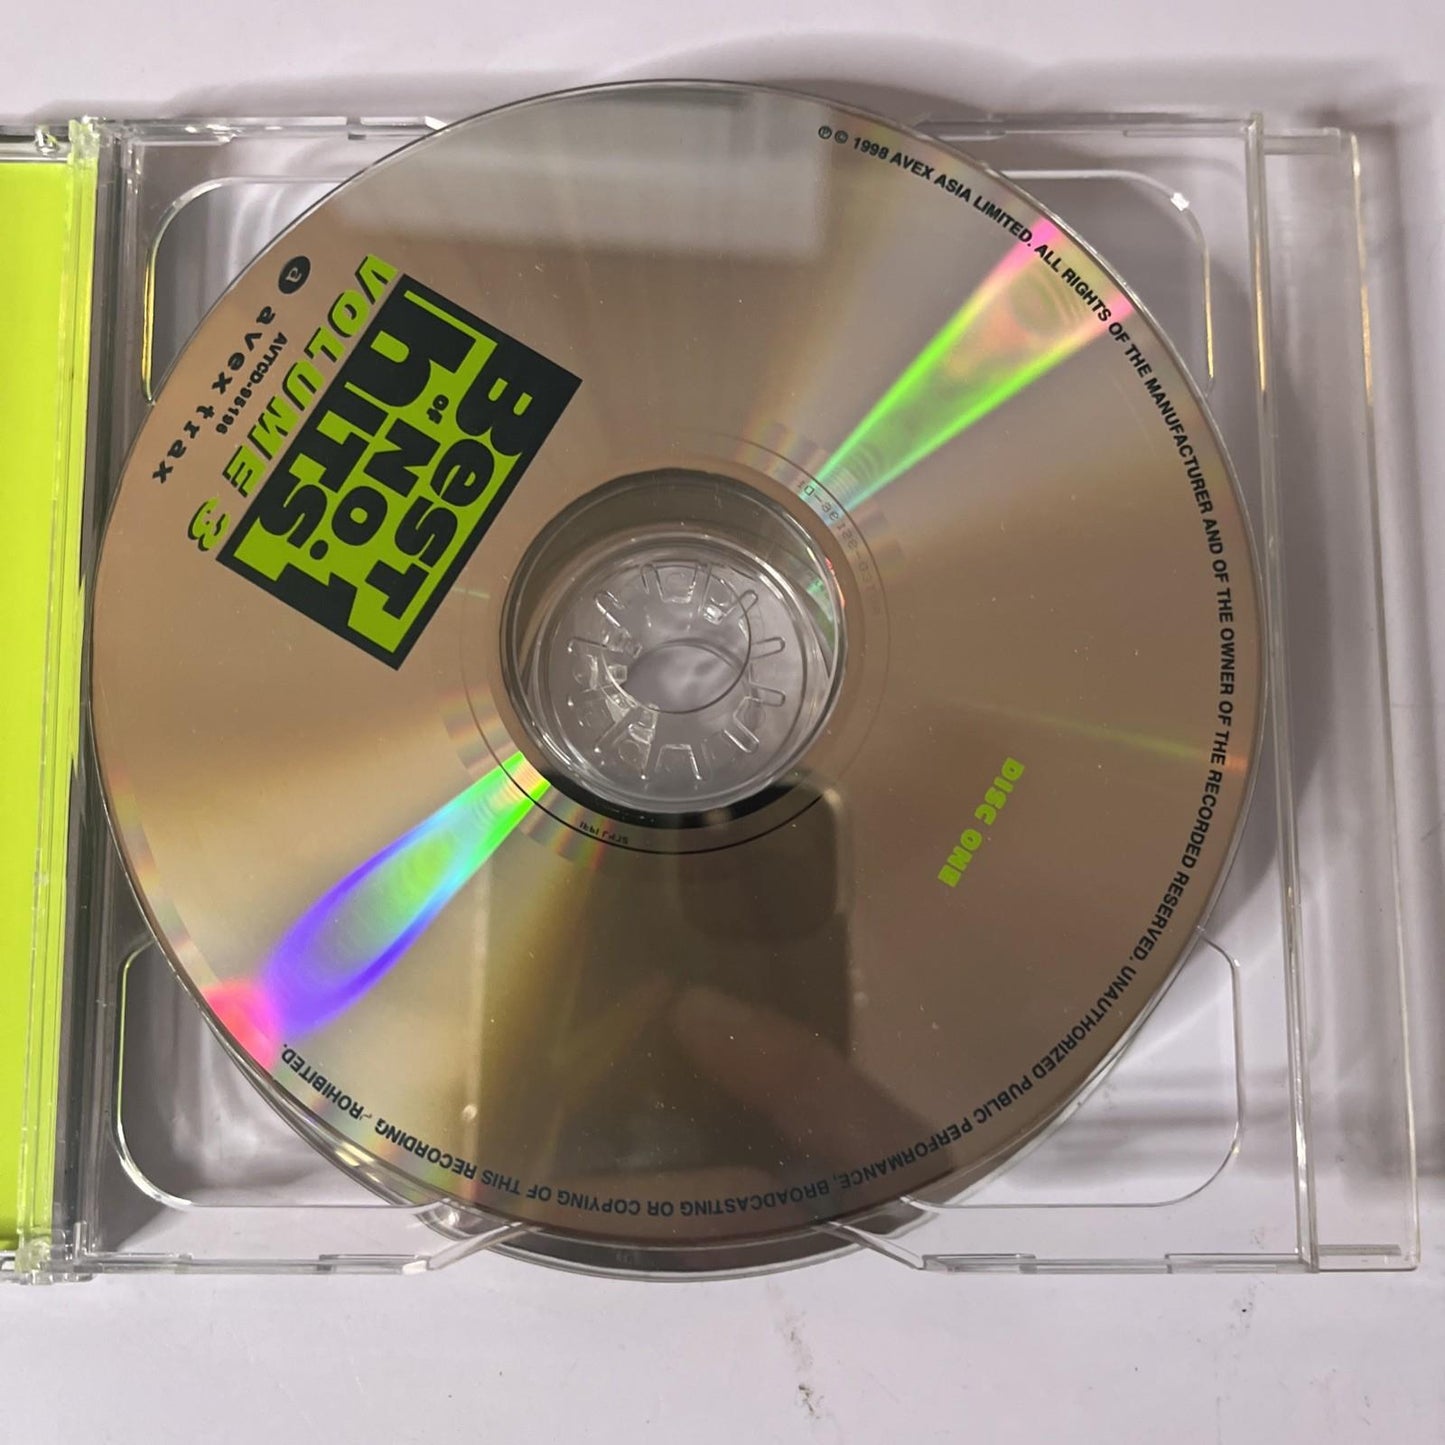 Best
OF
NO.1
hITS!
VOLUME 3
AVTCD-95196
a avex trax
DISC ONE
℗ © 1998 AVEX ASIA LIMITED. ALL RIGHTS OF THE MANUFACTURER AND OF THE OWNER OF THE RECORDED RESERVED. UNAUTHORIZED PUBLIC PERFORMANCE, BROADCASTING OR COPYING OF THIS RECORDING PROHIBITED.